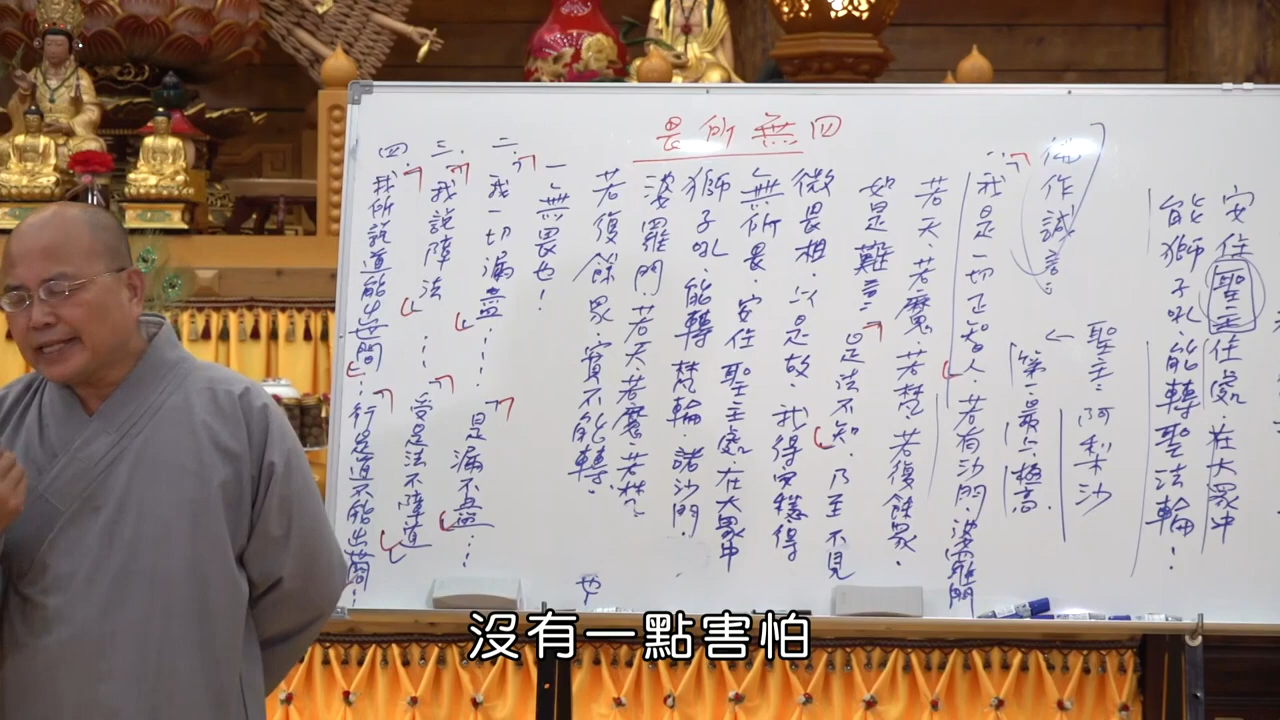 四無所畏
安住聖主住處、在大眾中
能獅子吼、能轉聖法輪！
聖主：阿梨沙
←第一最上極高.
佛作誠言：
一、「我是一切正知人」若有沙門、婆羅門
若天、若魔、若梵、若復餘眾、
如是難言：「是法不知」乃至不見
微畏相、以是故、我得安穩得
無所畏、安住聖主處、在大眾中
獅子吼、能轉梵輪、諸沙門、
婆羅門、若天、若魔、若梵、
若復餘眾、實不能轉、
一無畏也！
二、「我一切漏盡…！「是漏不盡」…
三、「我說障法」…「受是法不障道」
四、「我所說道能出世間」…「行是道不能出世間！
也
沒有一點害怕